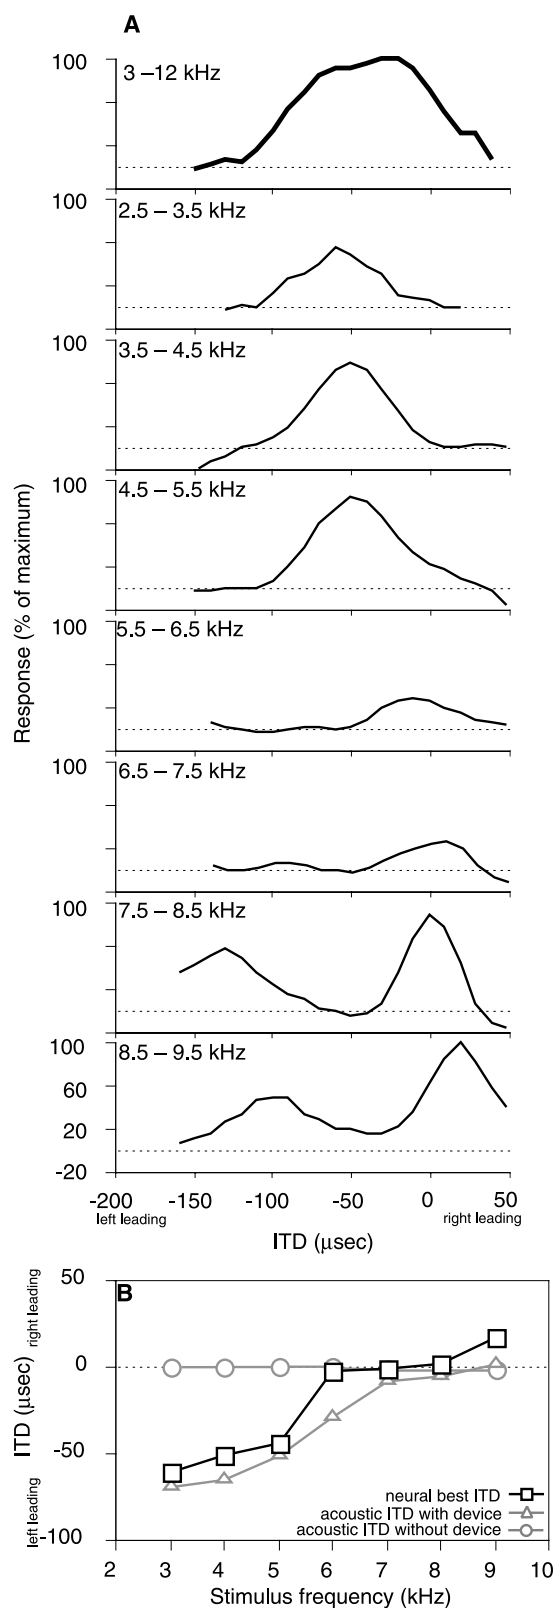 A
100
3 –12 kHz
2.5 – 3.5 kHz
100
3.5 – 4.5 kHz
100
4.5 – 5.5 kHz
Response (% of maximum)
100
5.5 – 6.5 kHz
100
6.5 – 7.5 kHz
100
7.5 – 8.5 kHz
100
8.5 – 9.5 kHz
60
20
-20
-200 -150 -100 -50 0 50
left leading right leading
ITD (μsec)
B
50
0
-50
-100
right leading
ITD (μsec)
left leading
neural best ITD
acoustic ITD with device
acoustic ITD without device
2 3 4 5 6 7 8 9 10
Stimulus frequency (kHz)